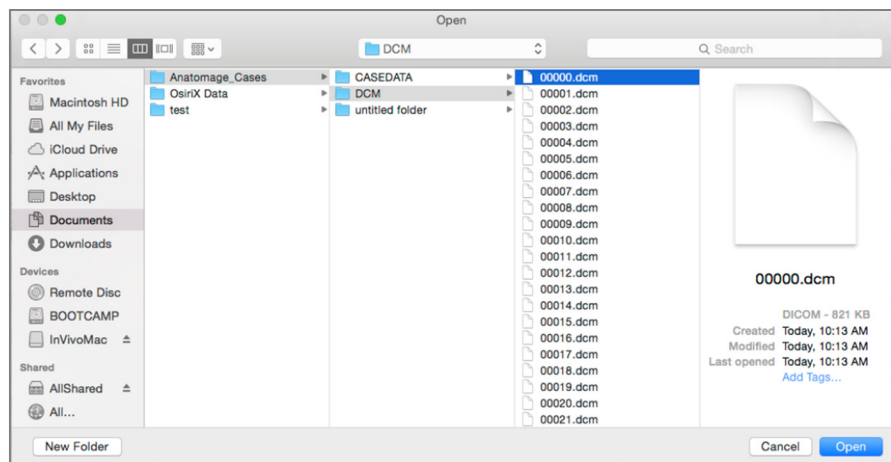 Open
DCM
Search
Favorites
Macintosh HD
All My Files
iCloud Drive
Applications
Desktop
Documents
Downloads
Devices
Remote Disc
BOOTCAMP
InVivoMac
Shared
AllShared
All...
Anatomage_Cases
OsiriX Data
test
CASEDATA
DCM
untitled folder
00000.dcm
00001.dcm
00002.dcm
00003.dcm
00004.dcm
00005.dcm
00006.dcm
00007.dcm
00008.dcm
00009.dcm
00010.dcm
00011.dcm
00012.dcm
00013.dcm
00014.dcm
00015.dcm
00016.dcm
00017.dcm
00018.dcm
00019.dcm
00020.dcm
00021.dcm
00000.dcm
DICOM - 821 KB
Created Today, 10:13 AM
Modified Today, 10:13 AM
Last opened Today, 10:13 AM
Add Tags...
New Folder
Cancel
Open